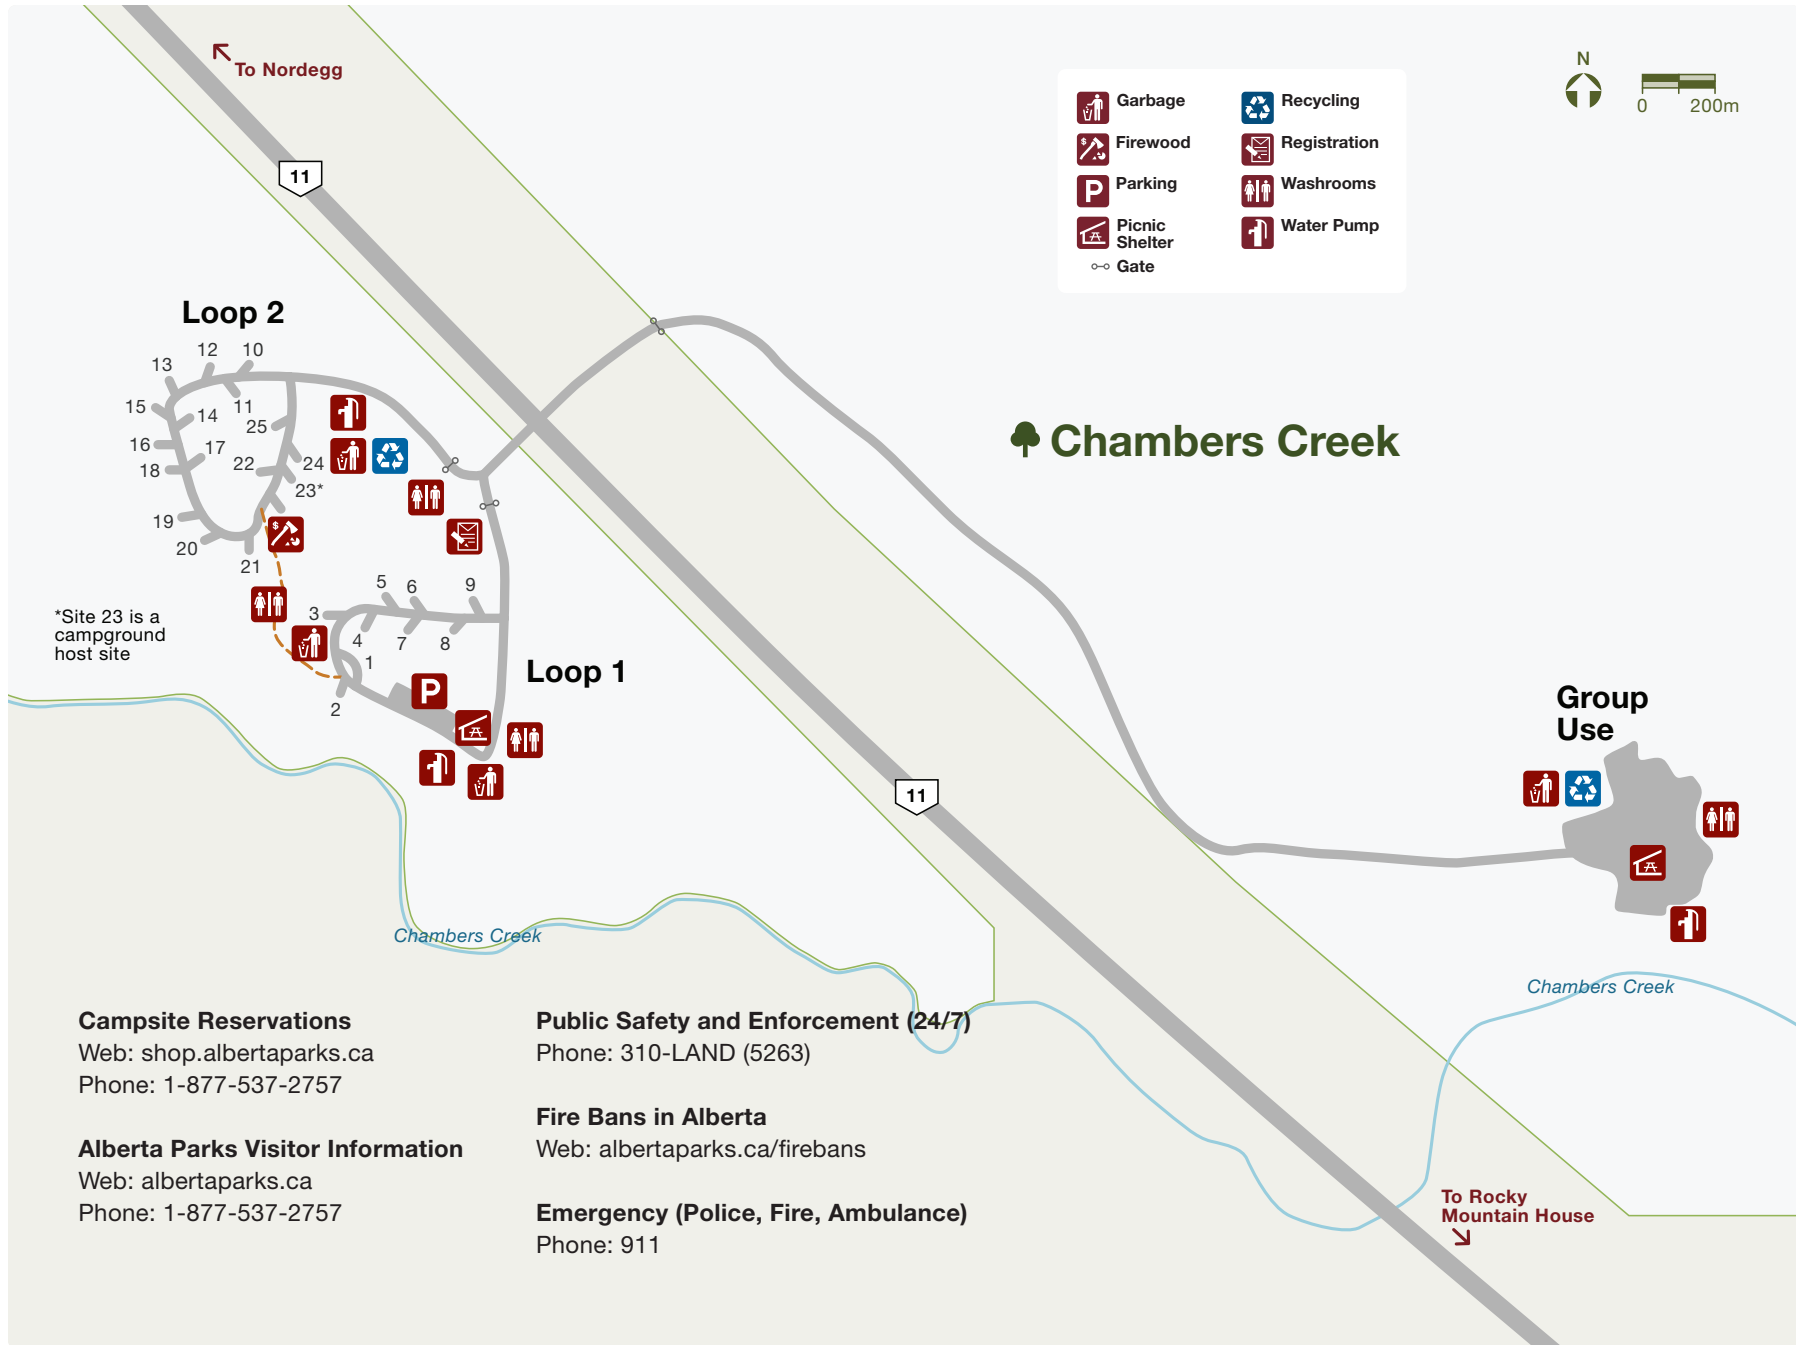 To Nordegg
11
N
0 200m
Garbage
Recycling
Firewood
$
Registration
Parking
P
Washrooms
Picnic
Shelter
Water Pump
Gate
Loop 2
10
12
13
15
11
14
25
16
17
22
24
18
23*
19
$
20
21
Chambers Creek
5
6
9
3
4
7
8
1
2
*Site 23 is a
campground
host site
Loop 1
P
Group
Use
11
Chambers Creek
Chambers Creek
Campsite Reservations
Web: shop.albertaparks.ca
Phone: 1-877-537-2757
Alberta Parks Visitor Information
Web: albertaparks.ca
Phone: 1-877-537-2757
Public Safety and Enforcement (24/7)
Phone: 310-LAND (5263)
Fire Bans in Alberta
Web: albertaparks.ca/firebans
Emergency (Police, Fire, Ambulance)
Phone: 911
To Rocky
Mountain House